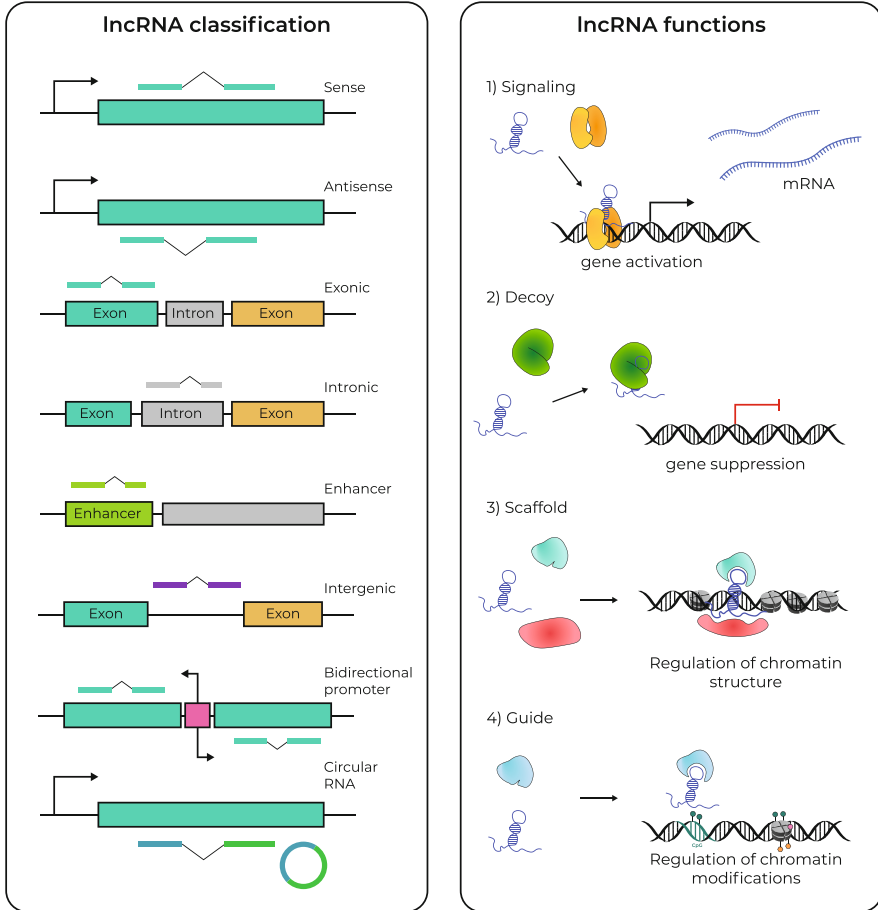 lncRNA classification
Sense
Antisense
Exonic
Exon
Intron
Exon
Intronic
Exon
Intron
Exon
Enhancer
Enhancer
Intergenic
Exon
Exon
Bidirectional
promoter
Circular
RNA
lncRNA functions
1) Signaling
mRNA
gene activation
2) Decoy
gene suppression
3) Scaffold
Regulation of chromatin
structure
4) Guide
CpG
Regulation of chromatin
modifications